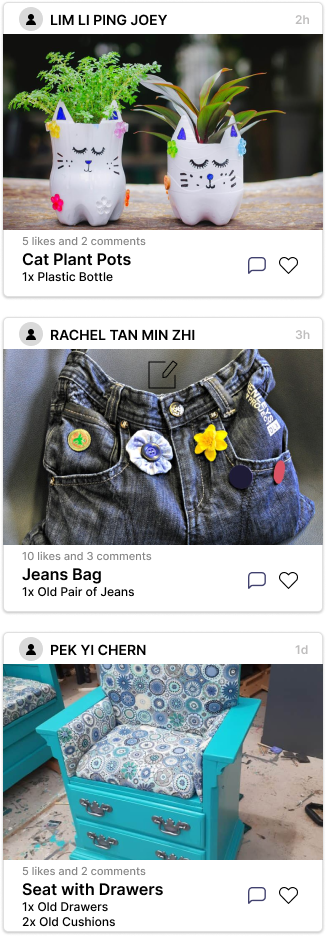 LIM LI PING JOEY
2h
5 likes and 2 comments
Cat Plant Pots
1x Plastic Bottle
RACHEL TAN MIN ZHI
3h
10 likes and 3 comments
Jeans Bag
1x Old Pair of Jeans
PEK YI CHERN
1d
5 likes and 2 comments
Seat with Drawers
1x Old Drawers
2x Old Cushions